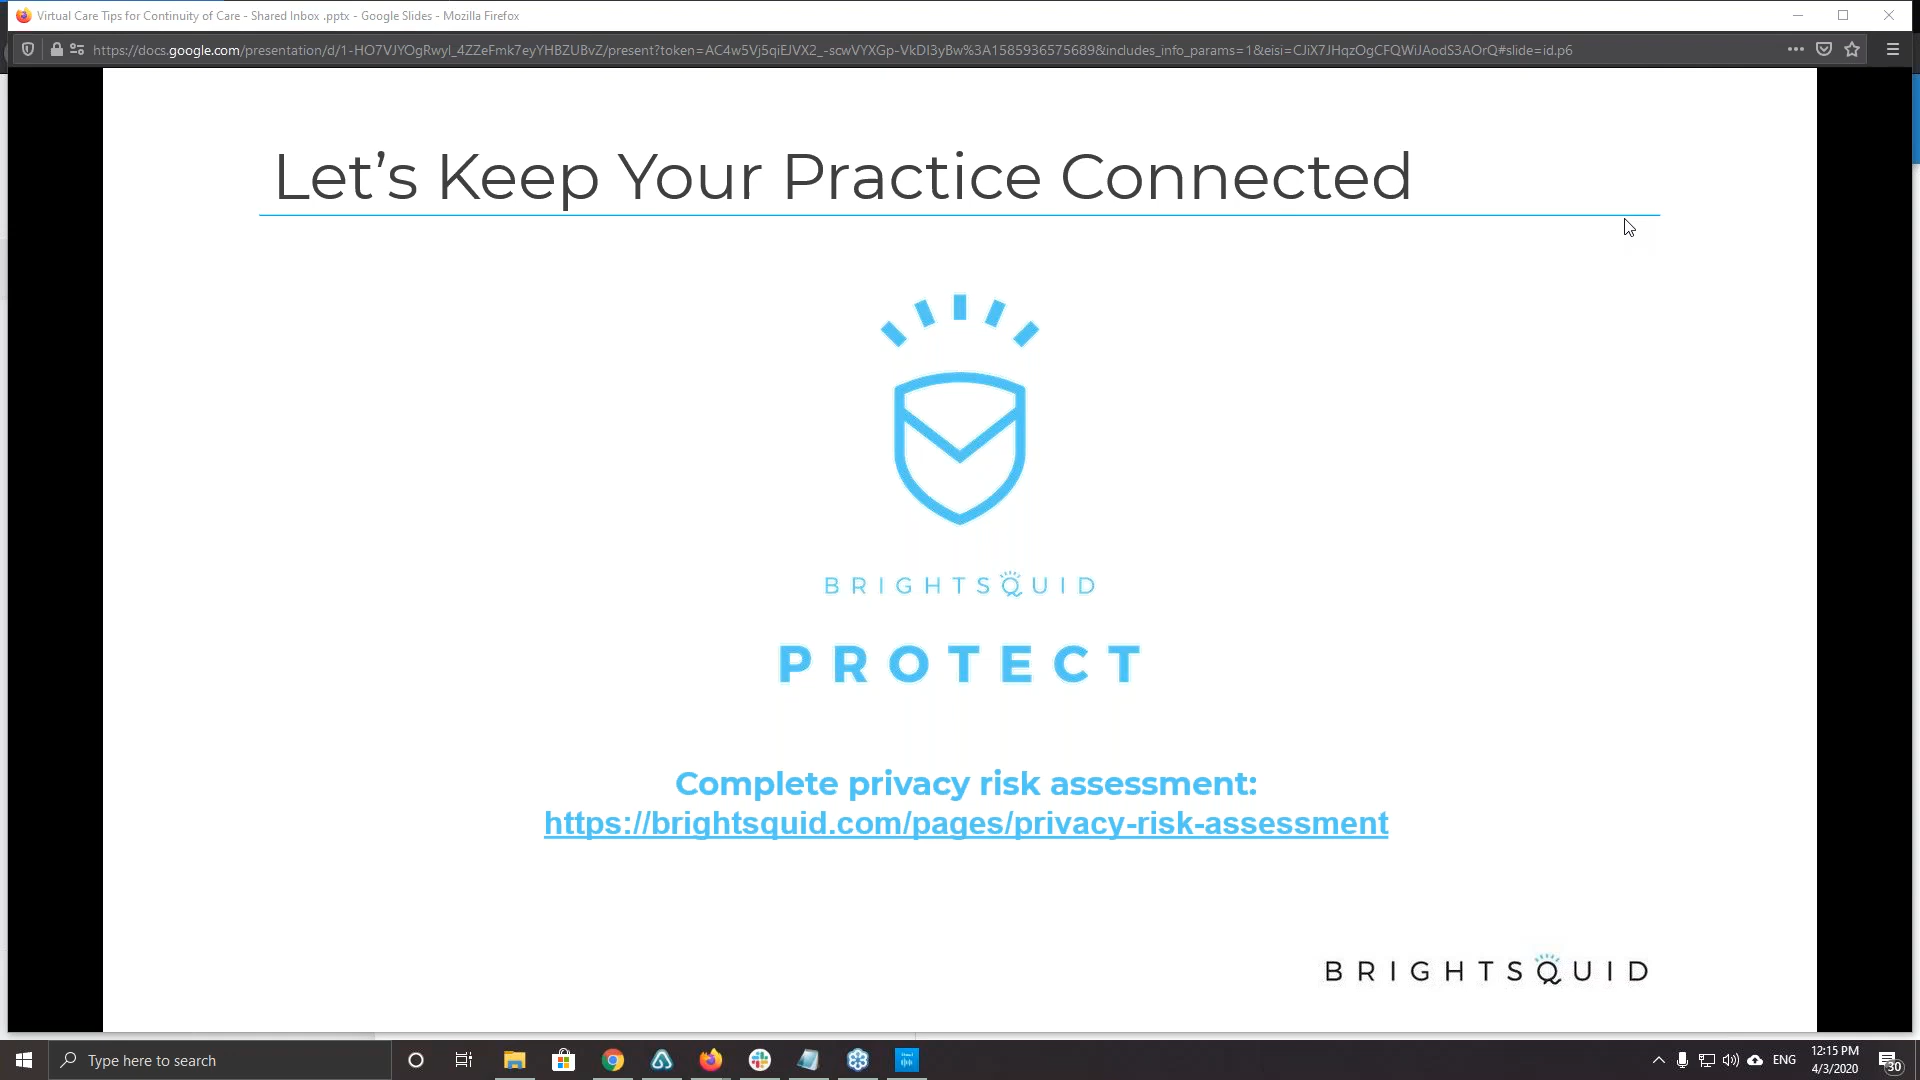 Virtual Care Tips for Continuity of Care - Shared Inbox .pptx - Google Slides - Mozilla Firefox
https://docs.google.com/presentation/d/1-HO7VJYOgRwyl_4ZZeFmk7eyYHBZUBvZ/present?token=AC4w5Vj5qiEJVX2_-scwVYXGp-VkDI3yBw%3A1585936575689&includes_info_params=1&eisi=CJiX7JHqzOgCFQWiJAodS3AOrQ#slide=id.p6
Let’s Keep Your Practice Connected
BRIGHTSQUID
PROTECT
Complete privacy risk assessment:
https://brightsquid.com/pages/privacy-risk-assessment
BRIGHTSQUID
Type here to search
ENG
12:15 PM
4/3/2020
30